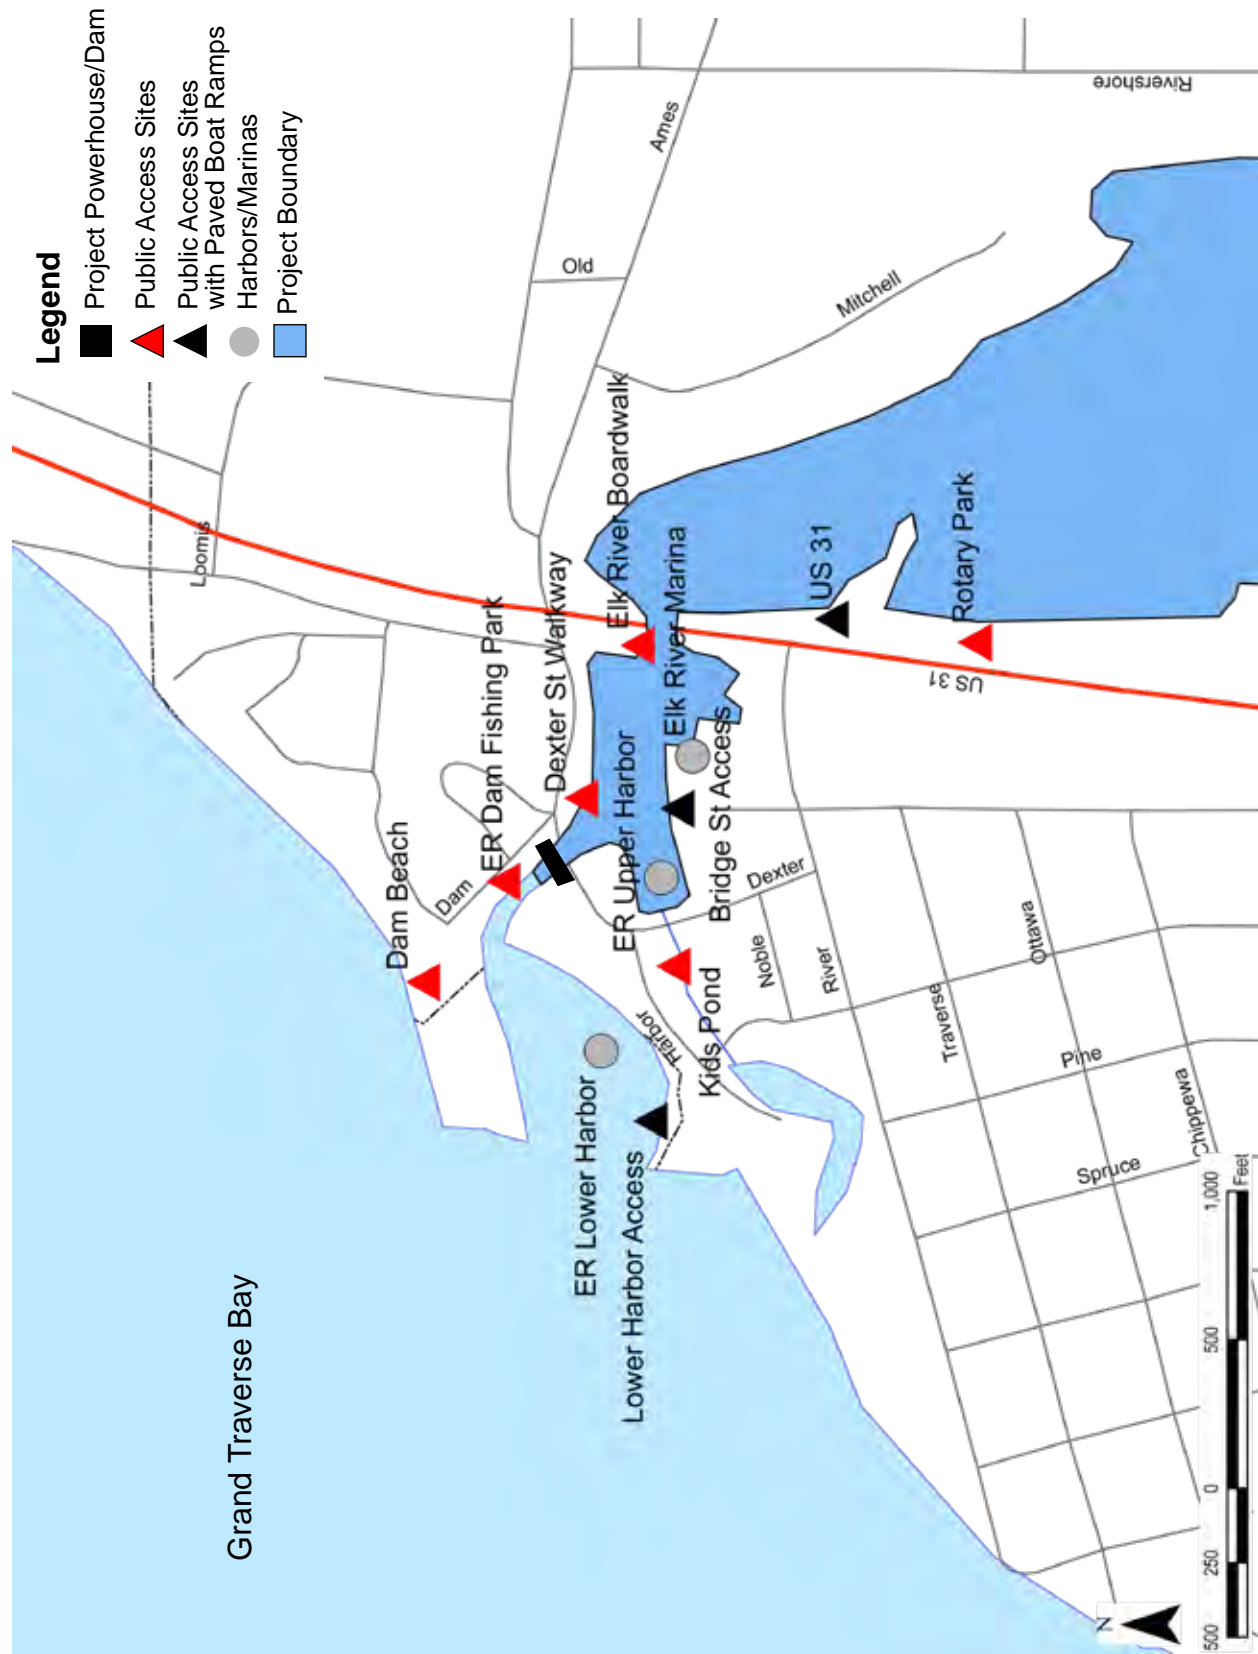 Legend
Project Powerhouse/Dam
Public Access Sites
Public Access Sites
with Paved Boat Ramps
Harbors/Marinas
Project Boundary
Grand Traverse Bay
Loomis
Dam Beach
Dam
ER Dam Fishing Park
Dexter St Walkway
Old
Ames
Rivershore
Elk River Boardwalk
Elk River Marina
Mitchell
ER Lower Harbor
Lower Harbor Access
Harbor
ER Upper Harbor
Kids Pond
Bridge St Access
Noble
Dexter
River
US 31
US 31
Rotary Park
Traverse
Ottawa
Pine
Spruce
Chippewa
N
500 250 0 500 1,000
Feet